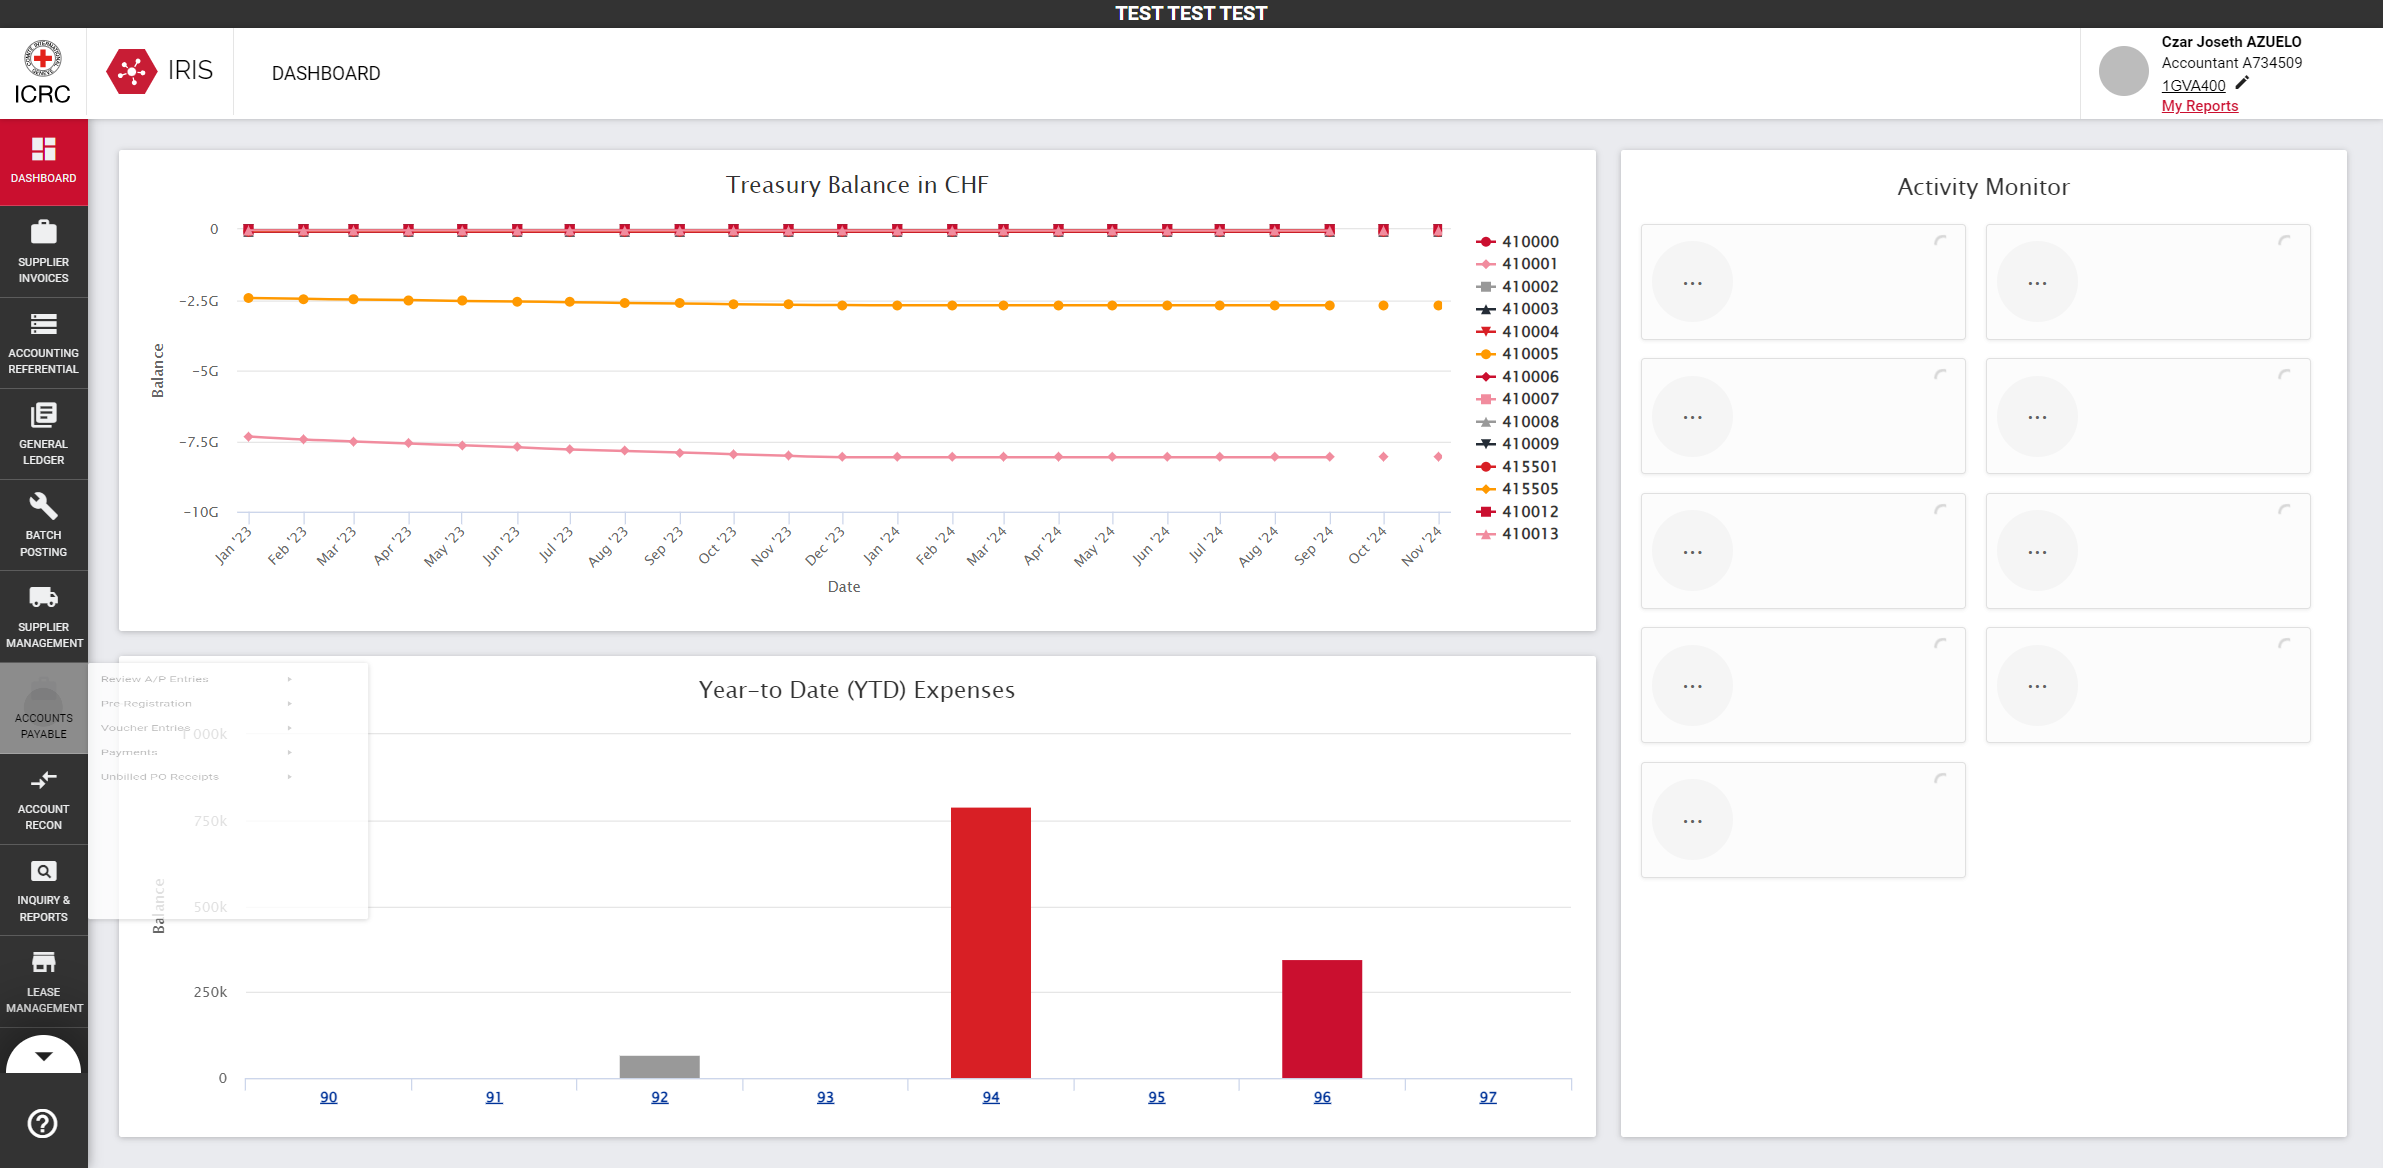 TEST TEST TEST
COMITE INTERNATIONAL GENEVE
ICRC
IRIS
DASHBOARD
Czar Joseth AZUELO
Accountant A734509
1GVA400
My Reports
DASHBOARD
SUPPLIER
INVOICES
ACCOUNTING
REFERENTIAL
GENERAL
LEDGER
BATCH
POSTING
SUPPLIER
MANAGEMENT
ACCOUNTS
PAYABLE
ACCOUNT
RECON
INQUIRY &
REPORTS
LEASE
MANAGEMENT
Review A/P Entries
Pre Registration
Voucher Entries
Payments
Unbilled PO Receipts
Treasury Balance in CHF
0
−2.5G
−5G
−7.5G
−10G
Balance
Jan '23
Feb '23
Mar '23
Apr '23
May '23
Jun '23
Jul '23
Aug '23
Sep '23
Oct '23
Nov '23
Dec '23
Jan '24
Feb '24
Mar '24
Apr '24
May '24
Jun '24
Jul '24
Aug '24
Sep '24
Oct '24
Nov '24
Date
410000
410001
410002
410003
410004
410005
410006
410007
410008
410009
415501
415505
410012
410013
Year-to Date (YTD) Expenses
1 000k
750k
500k
250k
0
Balance
90
91
92
93
94
95
96
97
Activity Monitor
...
...
...
...
...
...
...
...
...